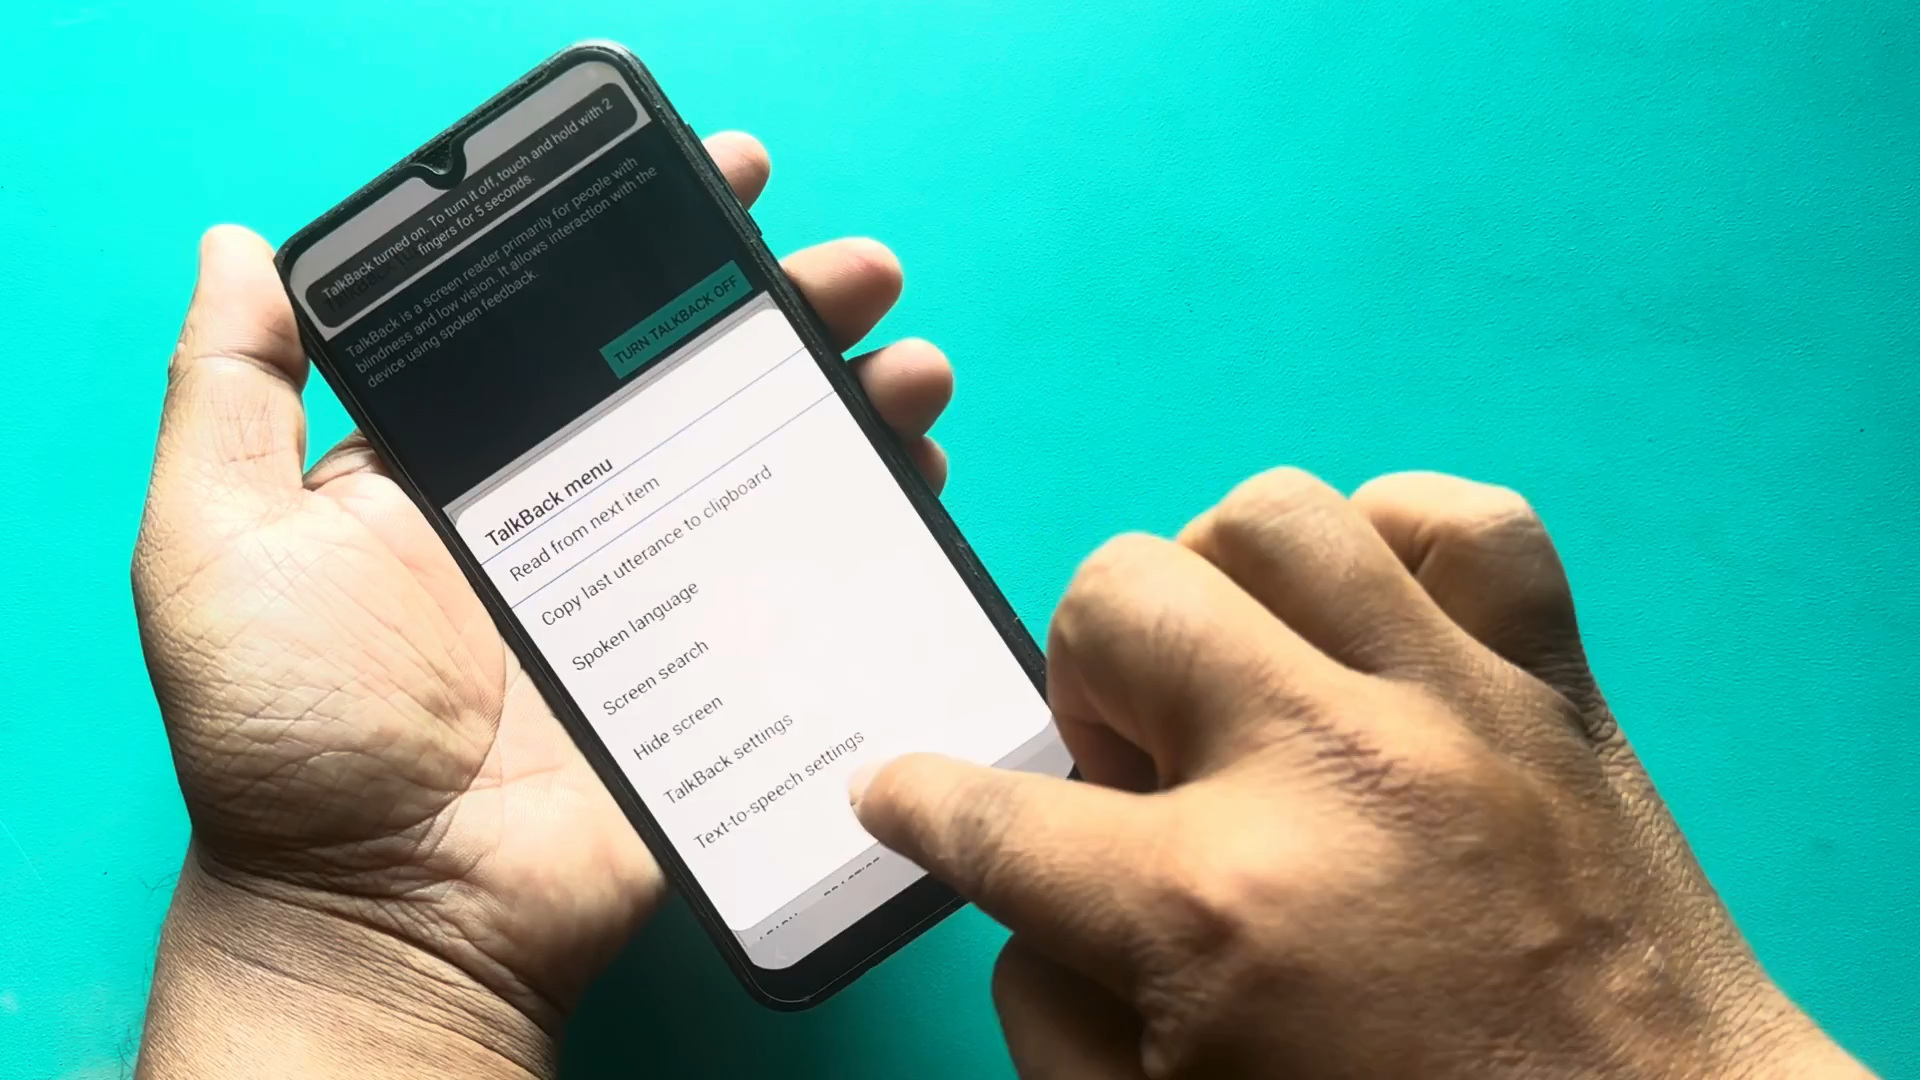 TalkBack turned on. To turn it off, touch and hold with 2
fingers for 5 seconds.
TalkBack is a screen reader primarily for people with
blindness and low vision. It allows interaction with the
device using spoken feedback.
TURN TALKBACK OFF
TalkBack menu
Read from next item
Copy last utterance to clipboard
Spoken language
Screen search
Hide screen
TalkBack settings
Text-to-speech settings